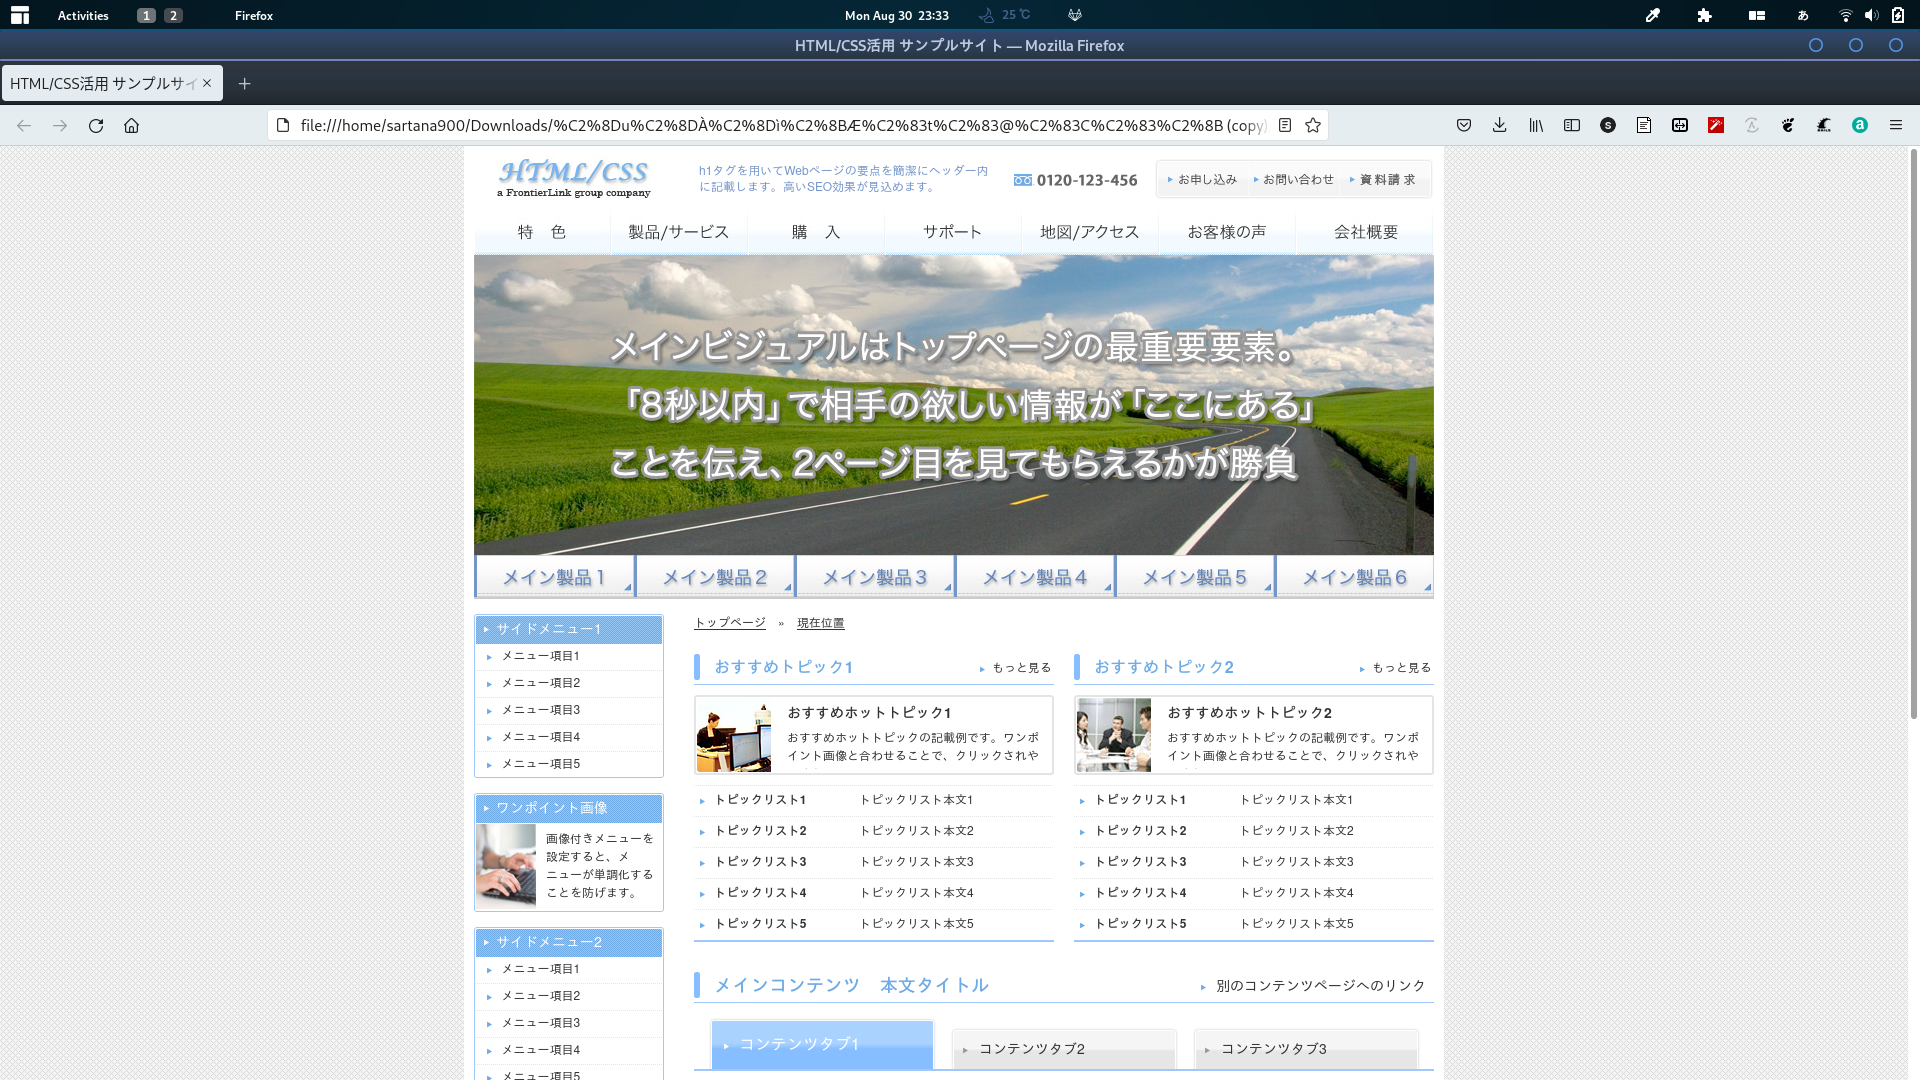 Activities 1 2 Firefox Mon Aug 30 23:33 25 °C あ
HTML/CSS活用 サンプルサイト — Mozilla Firefox
HTML/CSS活用 サンプルサイ
file:///home/sartana900/Downloads/%C2%8Du%C2%8DÀ%C2%8Dì%C2%8BÆ%C2%83t%C2%83@%C2%83C%C2%83%C2%8B (copy)
HTML/CSS
a FrontierLink group company
h1タグを用いてWebページの要点を簡潔にヘッダー内
に記載します。高いSEO効果が見込めます。
0120-123-456
お申し込み お問い合わせ 資料請求
特 色 製品/サービス 購 入 サポート 地図/アクセス お客様の声 会社概要
メインビジュアルはトップページの最重要要素。
「8秒以内」で相手の欲しい情報が「ここにある」
ことを伝え、2ページ目を見てもらえるかが勝負
メイン製品1 メイン製品2 メイン製品3 メイン製品4 メイン製品5 メイン製品6
サイドメニュー1
メニュー項目1
メニュー項目2
メニュー項目3
メニュー項目4
メニュー項目5
ワンポイント画像
画像付きメニューを
設定すると、メ
ニューが単調化する
ことを防げます。
サイドメニュー2
メニュー項目1
メニュー項目2
メニュー項目3
メニュー項目4
メニュー項目5
トップページ » 現在位置
おすすめトピック1 もっと見る
おすすめホットトピック1
おすすめホットトピックの記載例です。ワンポ
イント画像と合わせることで、クリックされや
トピックリスト1 トピックリスト本文1
トピックリスト2 トピックリスト本文2
トピックリスト3 トピックリスト本文3
トピックリスト4 トピックリスト本文4
トピックリスト5 トピックリスト本文5
おすすめトピック2 もっと見る
おすすめホットトピック2
おすすめホットトピックの記載例です。ワンポ
イント画像と合わせることで、クリックされや
トピックリスト1 トピックリスト本文1
トピックリスト2 トピックリスト本文2
トピックリスト3 トピックリスト本文3
トピックリスト4 トピックリスト本文4
トピックリスト5 トピックリスト本文5
メインコンテンツ 本文タイトル 別のコンテンツページへのリンク
コンテンツタブ1 コンテンツタブ2 コンテンツタブ3